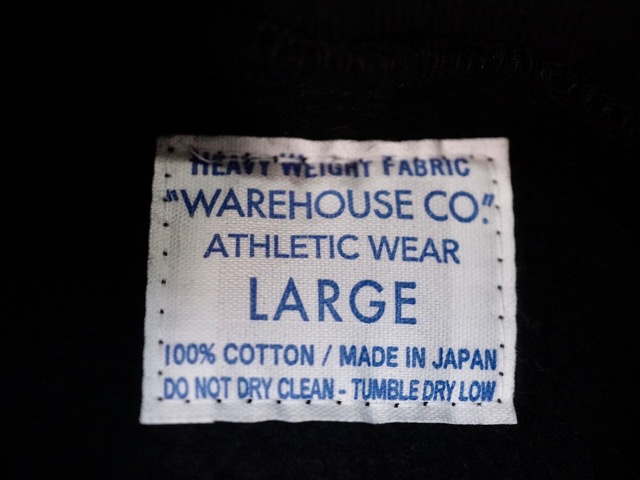 HEAVY WEIGHT FABRIC
"WAREHOUSE CO."
ATHLETIC WEAR
LARGE
100% COTTON / MADE IN JAPAN
DO NOT DRY CLEAN - TUMBLE DRY LOW